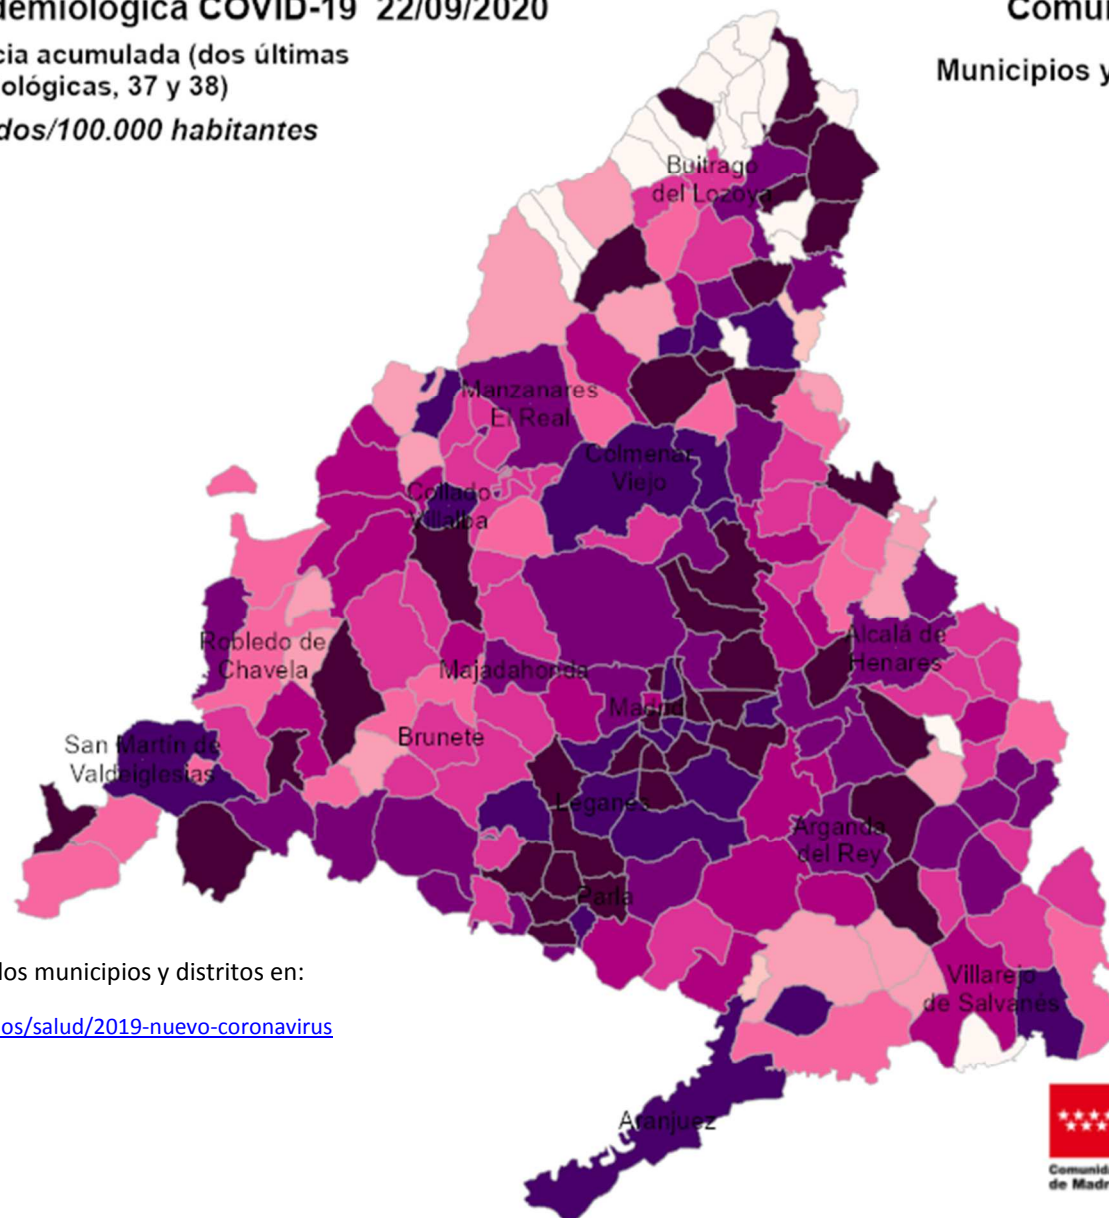 demiológica COVID-19 22/09/2020
Comu
cia acumulada (dos últimas
ológicas, 37 y 38)
Municipios y
dos/100.000 habitantes
Buitrago
del Lozoya
Manzanares
El Real
Colmenar
Viejo
Collado
Villalba
Robledo de
Chavela
Alcalá de
Henares
Majadahonda
Madrid
Brunete
San Martín de
Valdeiglesias
Leganés
Arganda
del Rey
Parla
los municipios y distritos en:
Villarejo
de Salvanés
os/salud/2019-nuevo-coronavirus
Aranjuez
Comunida
de Madr